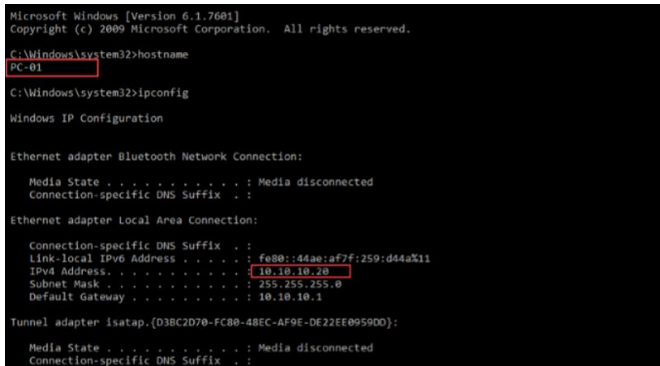 Microsoft Windows [Version 6.1.7601]
Copyright (c) 2009 Microsoft Corporation.  All rights reserved.
C:\Windows\system32>hostname
PC-01
C:\Windows\system32>ipconfig
Windows IP Configuration
Ethernet adapter Bluetooth Network Connection:
   Media State . . . . . . . . . . . : Media disconnected
   Connection-specific DNS Suffix  . :
Ethernet adapter Local Area Connection:
   Connection-specific DNS Suffix  . :
   Link-local IPv6 Address . . . . . : fe80::44ae:af7f:259:d44a%11
   IPv4 Address. . . . . . . . . . . : 10.10.10.20
   Subnet Mask . . . . . . . . . . . : 255.255.255.0
   Default Gateway . . . . . . . . . : 10.10.10.1
Tunnel adapter isatap.{D3BC2D70-FC80-48EC-AF9E-DE22EE0959DD}:
   Media State . . . . . . . . . . . : Media disconnected
   Connection-specific DNS Suffix  . :